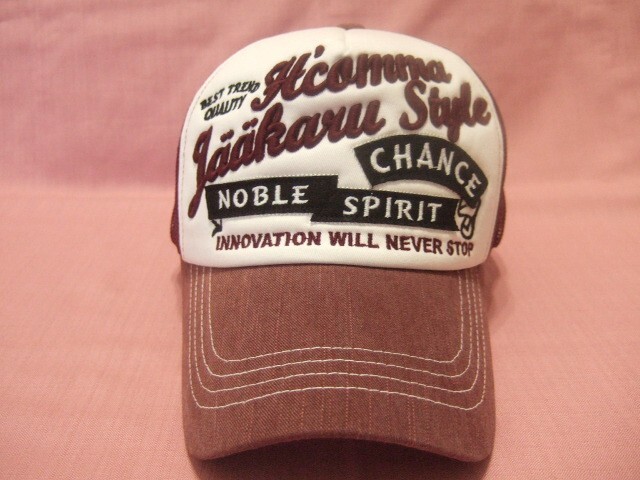 BEST TREND
QUALITY
H'comma
Jääkaru Style
CHANCE
NOBLE SPIRIT
INNOVATION WILL NEVER STOP